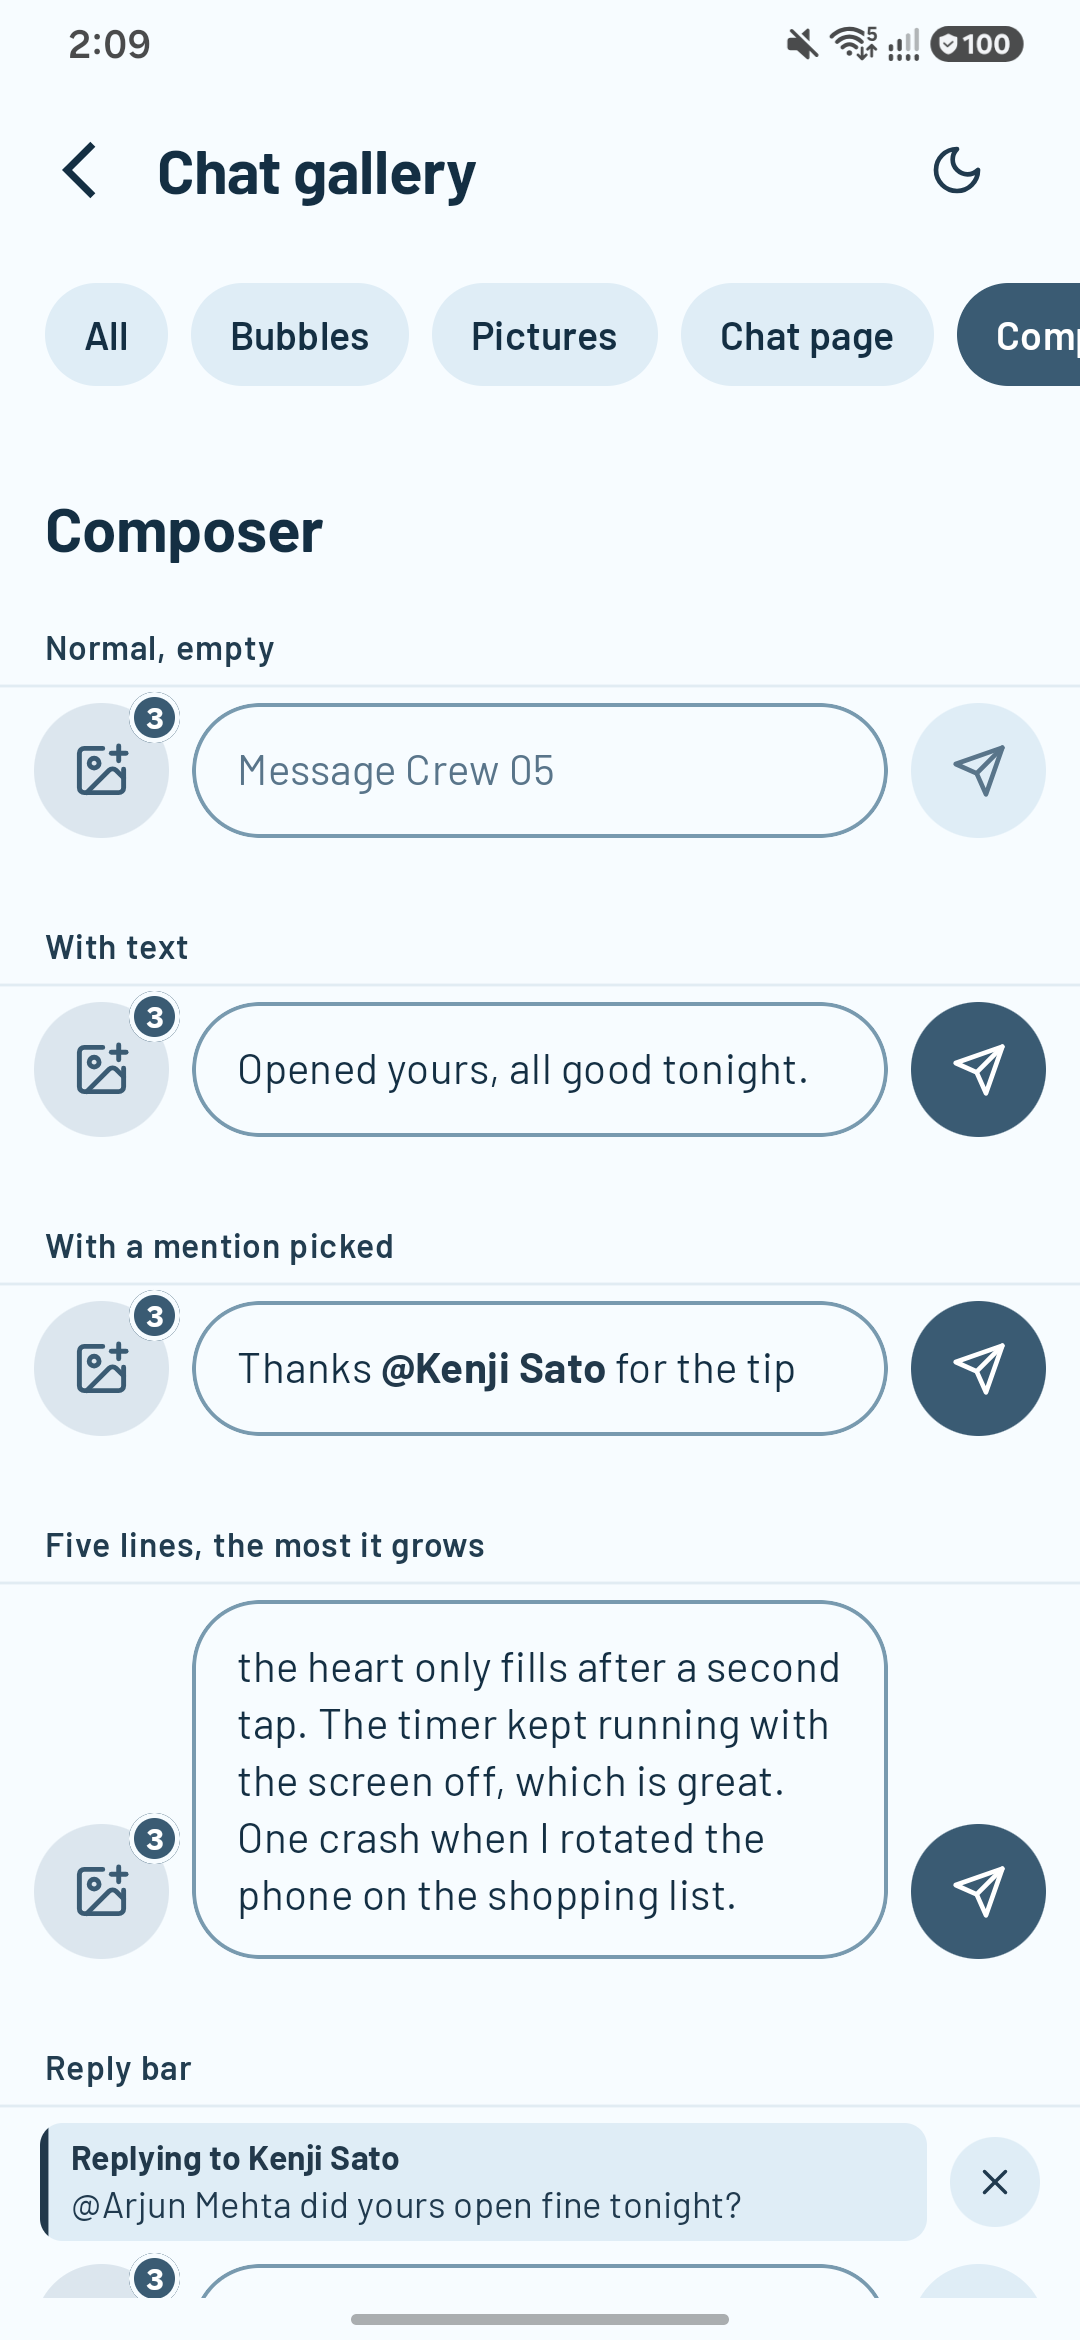 2:09
5
100
Chat gallery
All
Bubbles
Pictures
Chat page
Composer
Normal, empty
3
Message Crew 05
With text
3
Opened yours, all good tonight.
With a mention picked
3
Thanks @Kenji Sato for the tip
Five lines, the most it grows
the heart only fills after a second
tap. The timer kept running with
the screen off, which is great.
One crash when I rotated the
phone on the shopping list.
3
Reply bar
Replying to Kenji Sato
@Arjun Mehta did yours open fine tonight?
3